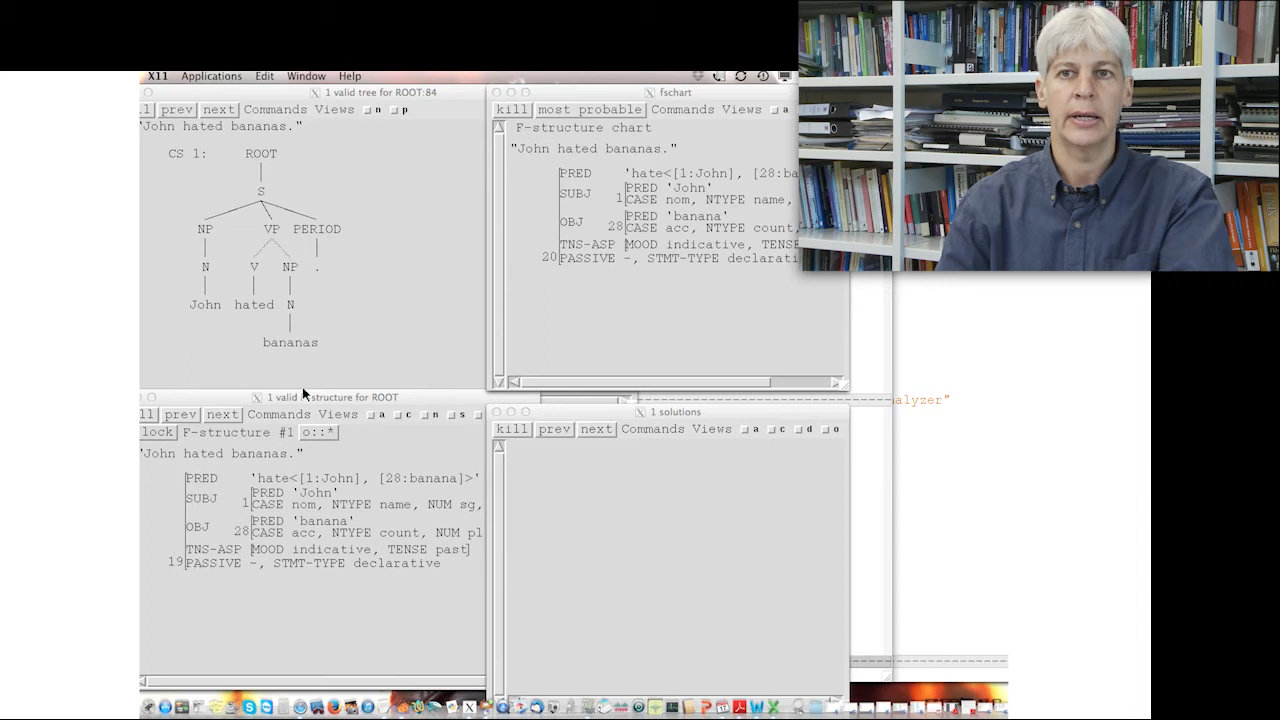 X11 Applications Edit Window Help
1 valid tree for ROOT:84
prev next Commands Views n p
"John hated bananas."
CS 1: ROOT
S
NP VP PERIOD
N V NP .
John hated N
bananas
fschart
kill most probable Commands Views a
F-structure chart
"John hated bananas."
PRED 'hate<[1:John], [28:ba
SUBJ PRED 'John'
1 CASE nom, NTYPE name,
OBJ PRED 'banana'
28 CASE acc, NTYPE count,
TNS-ASP MOOD indicative, TENS
20 PASSIVE -, STMT-TYPE declarati
1 valid F-structure for ROOT
prev next Commands Views a c n s
lock F-structure #1 o::*
"John hated bananas."
PRED 'hate<[1:John], [28:banana]>'
SUBJ PRED 'John'
1 CASE nom, NTYPE name, NUM sg,
OBJ PRED 'banana'
28 CASE acc, NTYPE count, NUM pl
TNS-ASP MOOD indicative, TENSE past
19 PASSIVE -, STMT-TYPE declarative
1 solutions
kill prev next Commands Views a c d o
alyzer"